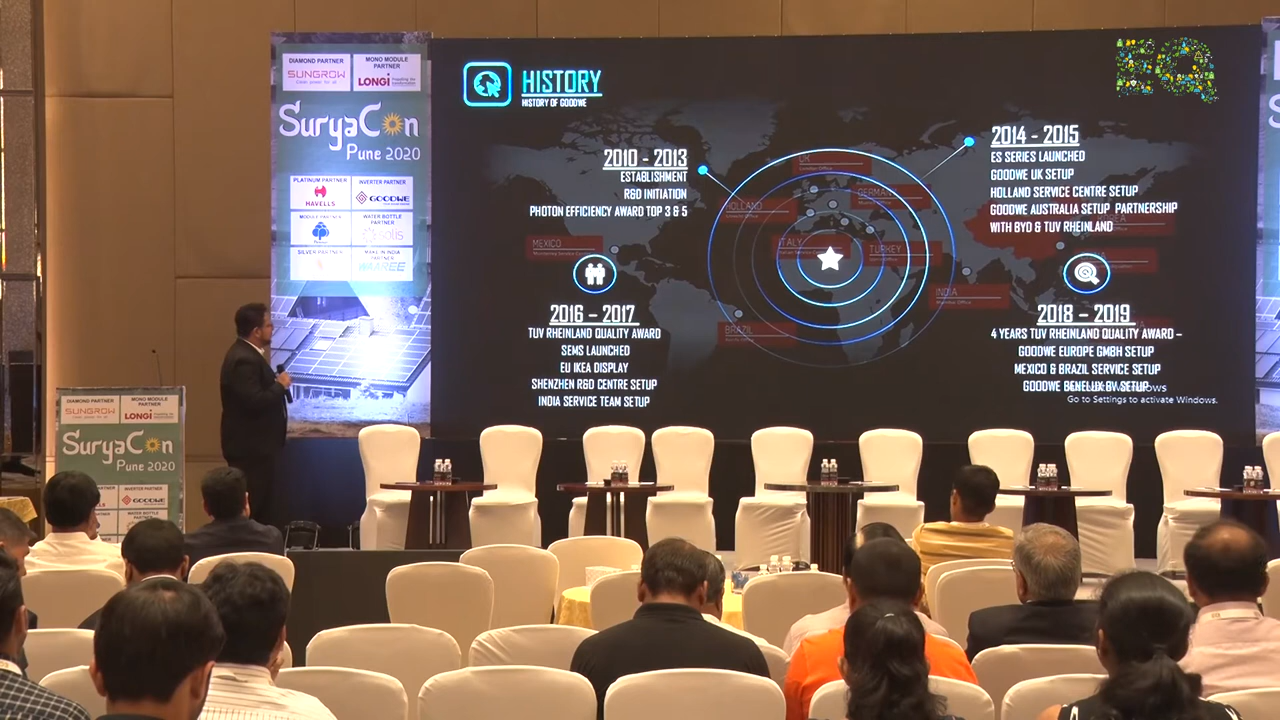 DIAMOND PARTNER
SUNGROW
Clean power for all
MONO MODULE
PARTNER
LONGi
SuryaCon
Pune 2020
PLATINUM PARTNER
HAVELLS
INVERTER PARTNER
GOODWE
MODULE PARTNER
WATER BOTTLE
PARTNER
SILVER PARTNER
MAKE IN INDIA
PARTNER
EQ
HISTORY
HISTORY OF GOODWE
2010 - 2013
ESTABLISHMENT
R&D INITIATION
PHOTON EFFICIENCY AWARD TOP 3 & 5
2014 - 2015
ES SERIES LAUNCHED
GOODWE UK SETUP
HOLLAND SERVICE CENTRE SETUP
GOODWE AUSTRALIA SETUP PARTNERSHIP
WITH BYD & TUV RHEINLAND
UK
HOLLAND
GERMANY
MEXICO
ITALY
TURKEY
INDIA
BRAZIL
2016 - 2017
TUV RHEINLAND QUALITY AWARD
SEMS LAUNCHED
EU IKEA DISPLAY
SHENZHEN R&D CENTRE SETUP
INDIA SERVICE TEAM SETUP
2018 - 2019
4 YEARS TUV RHEINLAND QUALITY AWARD –
GOODWE EUROPE GMBH SETUP
MEXICO & BRAZIL SERVICE SETUP
GOODWE BENELUX BV SETUP
Go to Settings to activate Windows.
DIAMOND PARTNER
SUNGROW
MONO MODULE
PARTNER
LONGi
SuryaCon
Pune 2020
INVERTER PARTNER
GOODWE
WATER BOTTLE